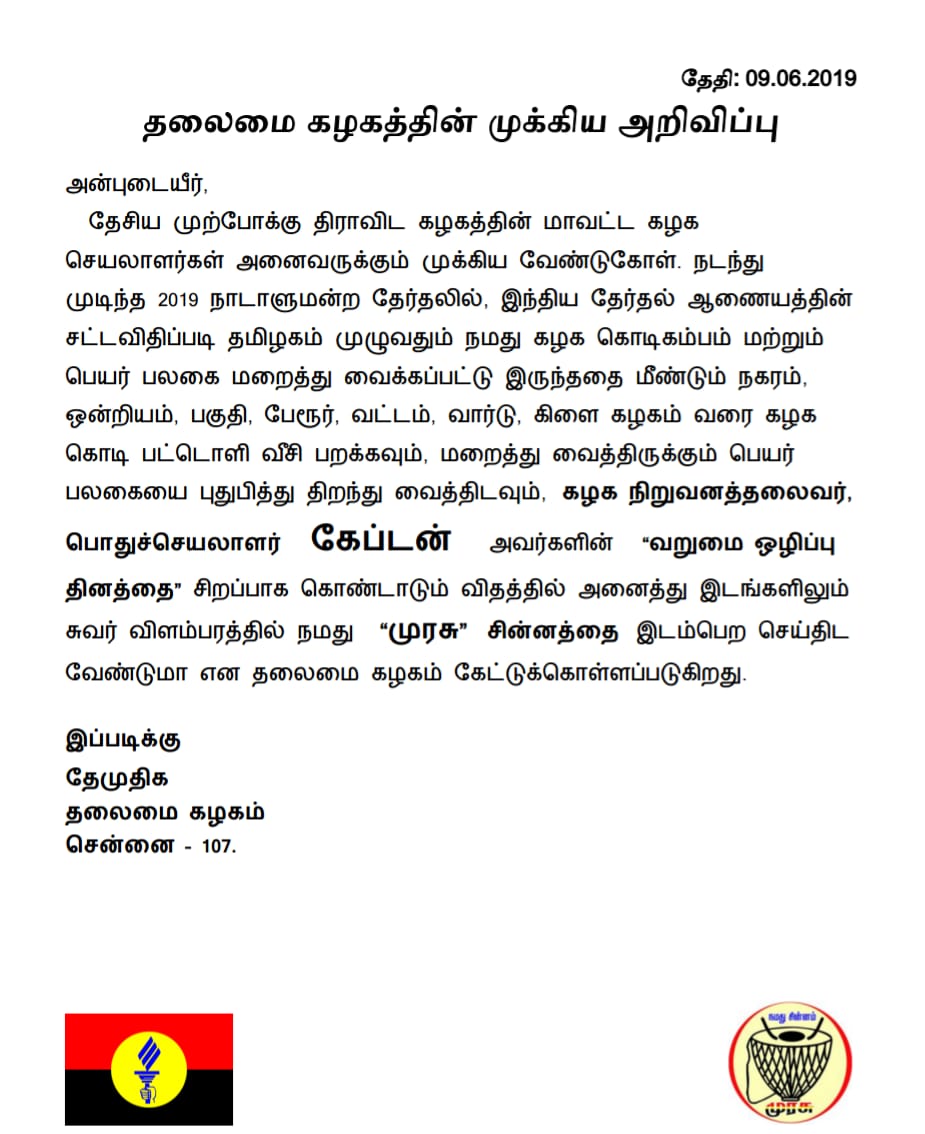 தேதி: 09.06.2019
தலைமை கழகத்தின் முக்கிய அறிவிப்பு
அன்புடையீர்,
தேசிய முற்போக்கு திராவிட கழகத்தின் மாவட்ட கழக
செயலாளர்கள் அனைவருக்கும் முக்கிய வேண்டுகோள். நடந்து
முடிந்த 2019 நாடாளுமன்ற தேர்தலில், இந்திய தேர்தல் ஆணையத்தின்
சட்டவிதிப்படி தமிழகம் முழுவதும் நமது கழக கொடிகம்பம் மற்றும்
பெயர் பலகை மறைத்து வைக்கப்பட்டு இருந்ததை மீண்டும் நகரம்,
ஒன்றியம், பகுதி, பேரூர், வட்டம், வார்டு, கிளை கழகம் வரை கழக
கொடி பட்டொளி வீசி பறக்கவும், மறைத்து வைத்திருக்கும் பெயர்
பலகையை புதுபித்து திறந்து வைத்திடவும், கழக நிறுவனத்தலைவர்,
பொதுச்செயலாளர் கேப்டன் அவர்களின் “வறுமை ஒழிப்பு
தினத்தை” சிறப்பாக கொண்டாடும் விதத்தில் அனைத்து இடங்களிலும்
சுவர் விளம்பரத்தில் நமது “முரசு” சின்னத்தை இடம்பெற செய்திட
வேண்டுமா என தலைமை கழகம் கேட்டுக்கொள்ளப்படுகிறது.
இப்படிக்கு
தேமுதிக
தலைமை கழகம்
சென்னை - 107.
நமது சின்னம்
முரசு